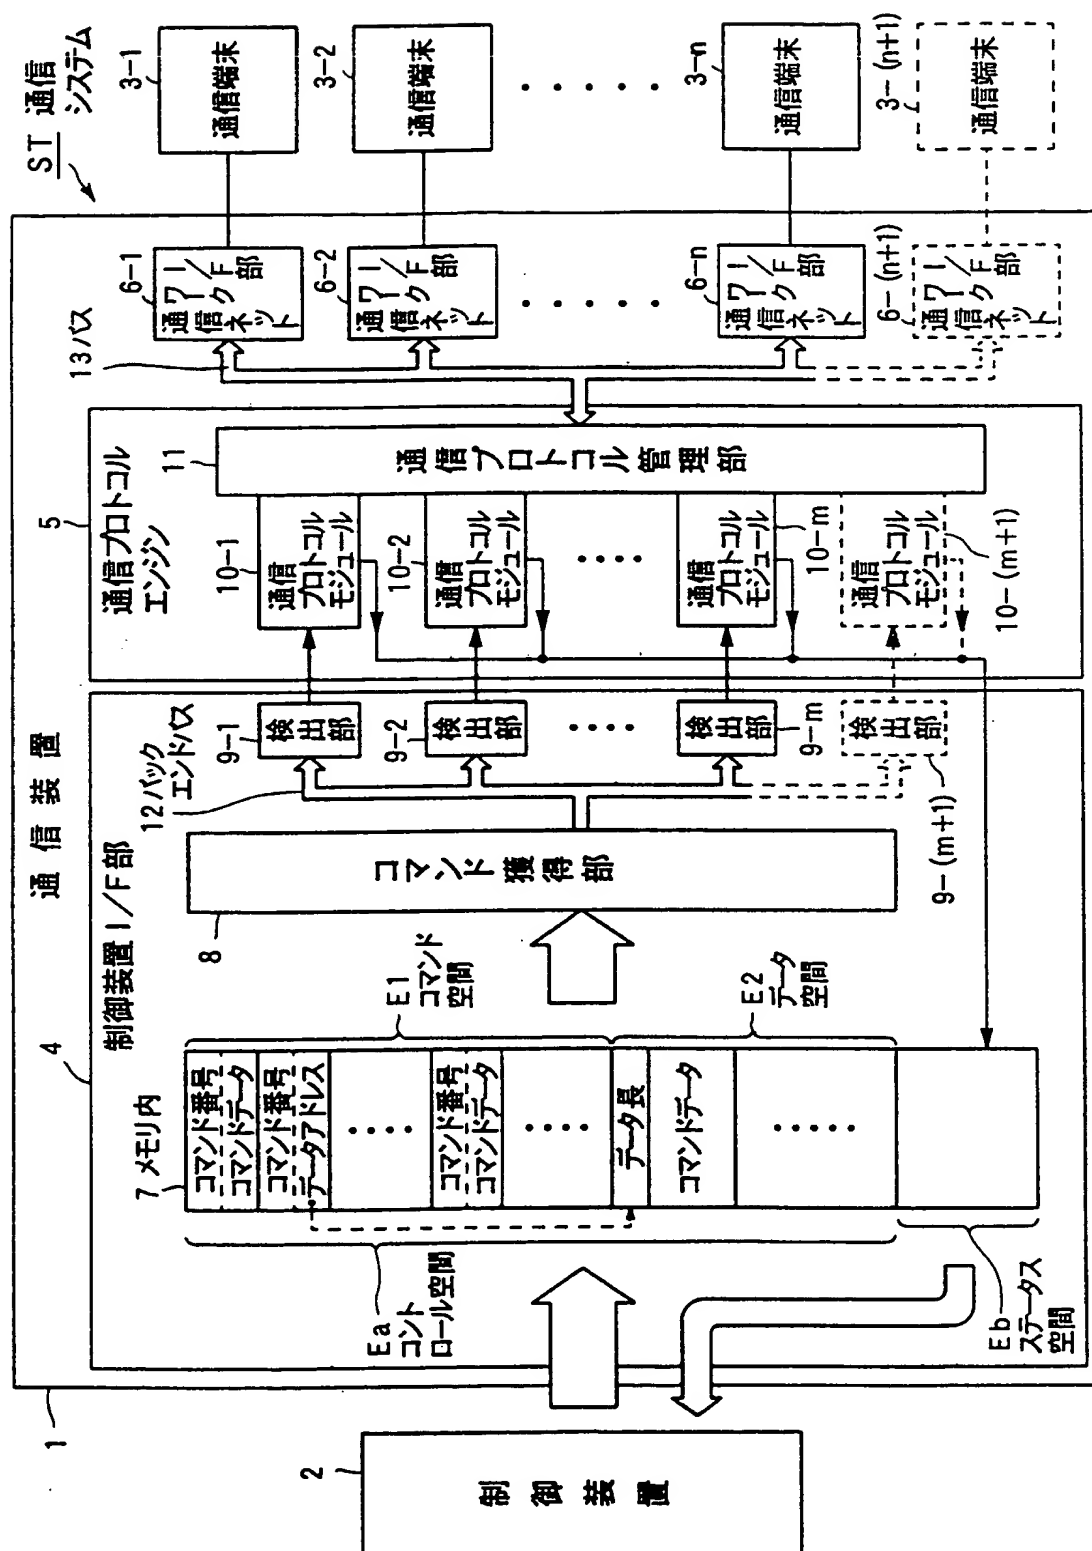 ST 通信
システム
通信装置
1
2
制御装置
4
制御装置I/F部
7 メモリ内
コマンド番号
コマンドデータ
コマンド番号
データアドレス
コマンド番号
コマンドデータ
データ長
コマンドデータ
Ea
コント
ロール空間
Eb
ステータス
空間
E1
コマンド
空間
E2
データ
空間
8
コマンド獲得部
12 バック
エンドバス
9-1
検出部
9-2
検出部
9-m
検出部
9-(m+1)
検出部
5
通信プロトコル
エンジン
10-1
通信
プロトコル
モジュール
10-2
通信
プロトコル
モジュール
10-m
通信
プロトコル
モジュール
10-(m+1)
通信
プロトコル
モジュール
11
通信プロトコル管理部
13 バス
6-1
通信ネット
ワークI/F部
6-2
通信ネット
ワークI/F部
6-n
通信ネット
ワークI/F部
6-(n+1)
通信ネット
ワークI/F部
3-1
通信端末
3-2
通信端末
3-n
通信端末
3-(n+1)
通信端末